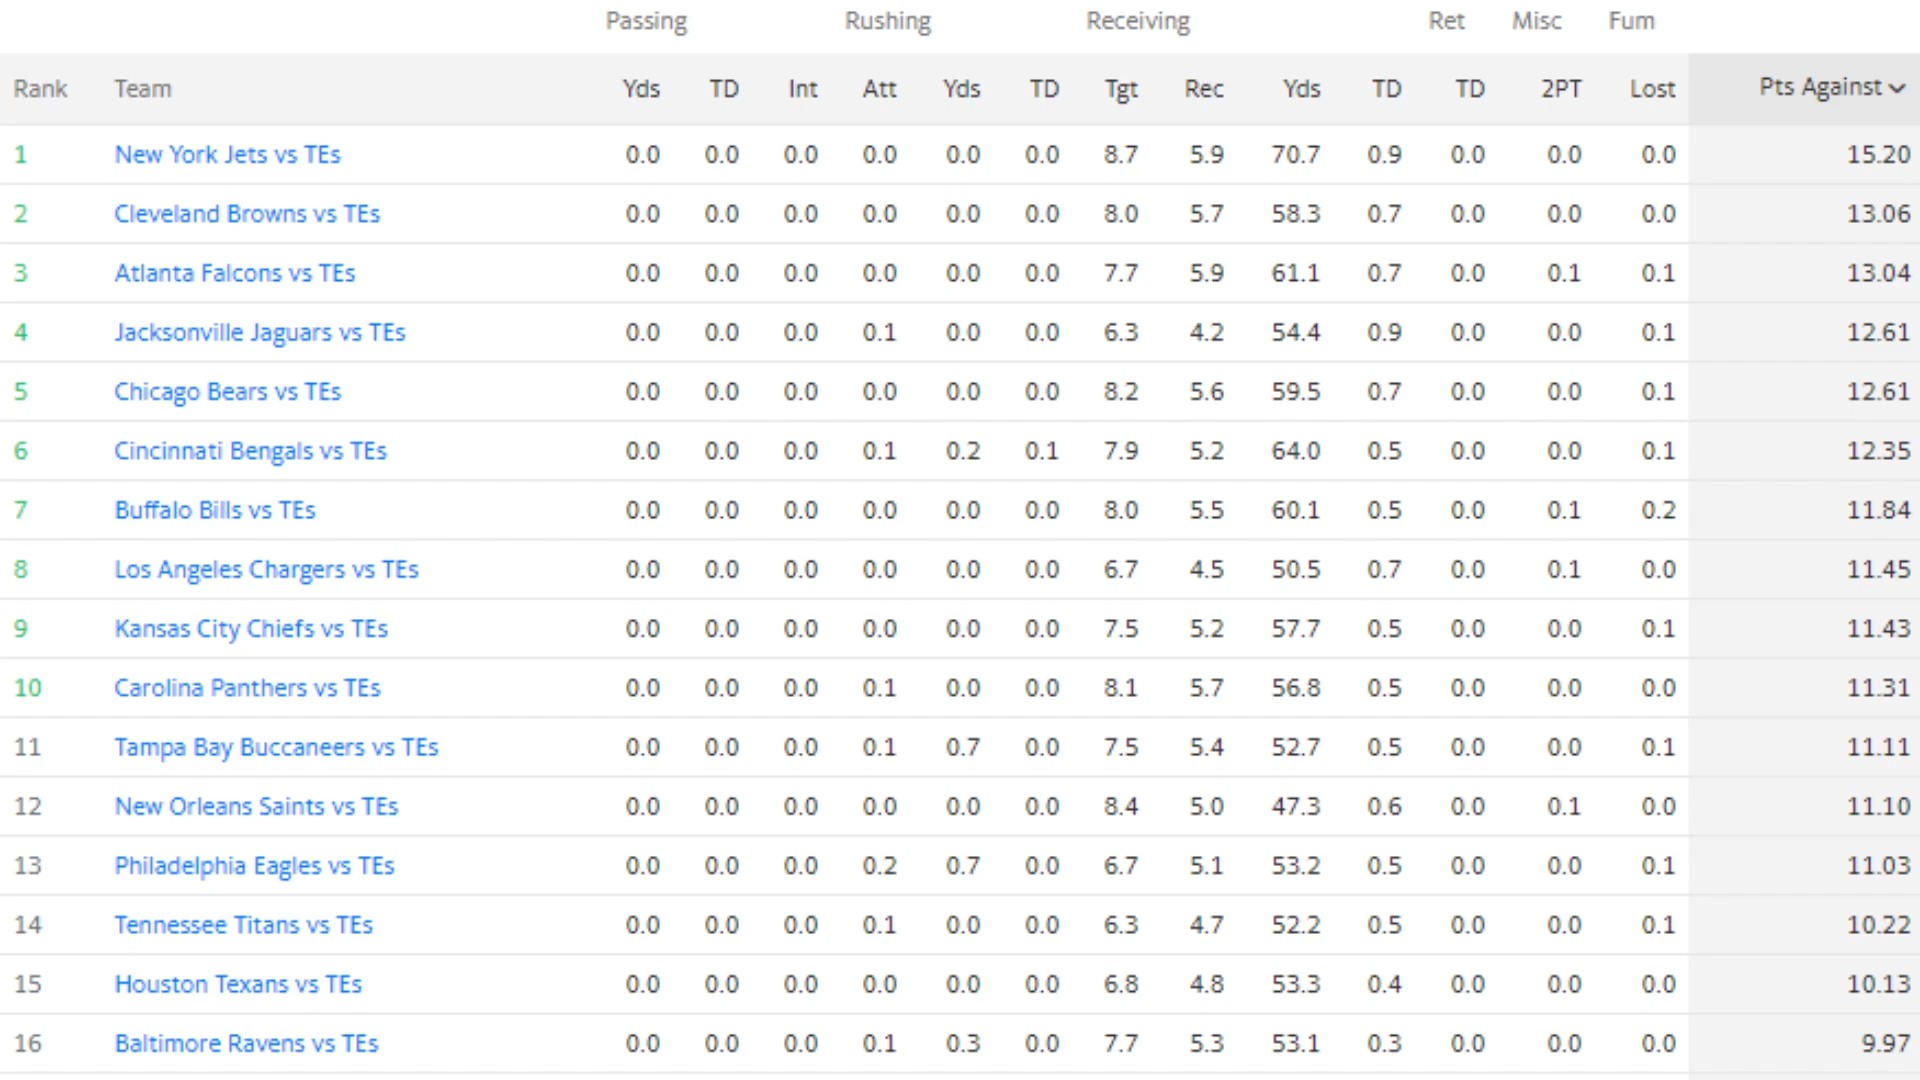 Passing Rushing Receiving Ret Misc Fum
Rank Team Yds TD Int Att Yds TD Tgt Rec Yds TD TD 2PT Lost Pts Against
1 New York Jets vs TEs 0.0 0.0 0.0 0.0 0.0 0.0 8.7 5.9 70.7 0.9 0.0 0.0 0.0 15.20
2 Cleveland Browns vs TEs 0.0 0.0 0.0 0.0 0.0 0.0 8.0 5.7 58.3 0.7 0.0 0.0 0.0 13.06
3 Atlanta Falcons vs TEs 0.0 0.0 0.0 0.0 0.0 0.0 7.7 5.9 61.1 0.7 0.0 0.1 0.1 13.04
4 Jacksonville Jaguars vs TEs 0.0 0.0 0.0 0.1 0.0 0.0 6.3 4.2 54.4 0.9 0.0 0.0 0.1 12.61
5 Chicago Bears vs TEs 0.0 0.0 0.0 0.0 0.0 0.0 8.2 5.6 59.5 0.7 0.0 0.0 0.1 12.61
6 Cincinnati Bengals vs TEs 0.0 0.0 0.0 0.1 0.2 0.1 7.9 5.2 64.0 0.5 0.0 0.0 0.1 12.35
7 Buffalo Bills vs TEs 0.0 0.0 0.0 0.0 0.0 0.0 8.0 5.5 60.1 0.5 0.0 0.1 0.2 11.84
8 Los Angeles Chargers vs TEs 0.0 0.0 0.0 0.0 0.0 0.0 6.7 4.5 50.5 0.7 0.0 0.1 0.0 11.45
9 Kansas City Chiefs vs TEs 0.0 0.0 0.0 0.0 0.0 0.0 7.5 5.2 57.7 0.5 0.0 0.0 0.1 11.43
10 Carolina Panthers vs TEs 0.0 0.0 0.0 0.1 0.0 0.0 8.1 5.7 56.8 0.5 0.0 0.0 0.0 11.31
11 Tampa Bay Buccaneers vs TEs 0.0 0.0 0.0 0.1 0.7 0.0 7.5 5.4 52.7 0.5 0.0 0.0 0.1 11.11
12 New Orleans Saints vs TEs 0.0 0.0 0.0 0.0 0.0 0.0 8.4 5.0 47.3 0.6 0.0 0.1 0.0 11.10
13 Philadelphia Eagles vs TEs 0.0 0.0 0.0 0.2 0.7 0.0 6.7 5.1 53.2 0.5 0.0 0.0 0.1 11.03
14 Tennessee Titans vs TEs 0.0 0.0 0.0 0.1 0.0 0.0 6.3 4.7 52.2 0.5 0.0 0.0 0.1 10.22
15 Houston Texans vs TEs 0.0 0.0 0.0 0.0 0.0 0.0 6.8 4.8 53.3 0.4 0.0 0.0 0.0 10.13
16 Baltimore Ravens vs TEs 0.0 0.0 0.0 0.1 0.3 0.0 7.7 5.3 53.1 0.3 0.0 0.0 0.0 9.97